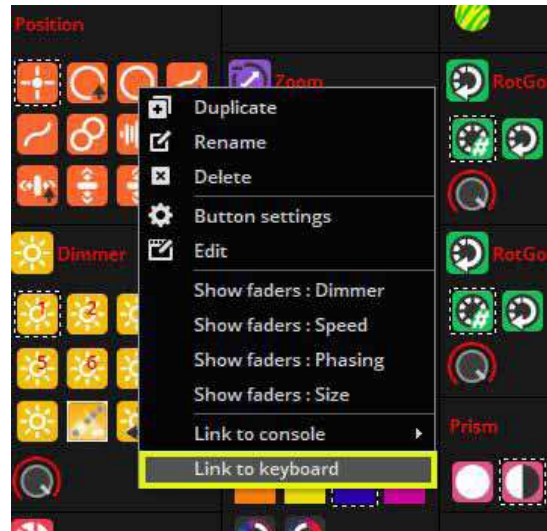 Position
Zoom
RotGo
Duplicate
Rename
Delete
Button settings
Edit
Dimmer
RotGo
Show faders : Dimmer
Show faders : Speed
Show faders : Phasing
Show faders : Size
1
2
5
6
#
#
Link to console
Prism
Link to keyboard